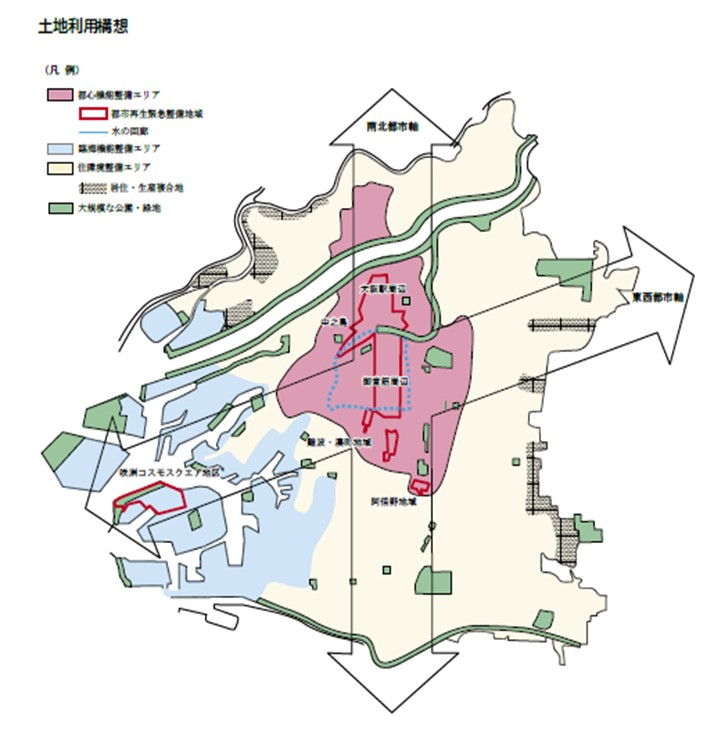 土地利用構想
(凡 例)
都心機能整備エリア
都市再生緊急整備地域
水の回廊
臨海機能整備エリア
住環境整備エリア
居住・生産複合地
大規模な公園・緑地
南北都市軸
東西都市軸
大阪駅周辺
中之島
御堂筋周辺
難波・湊町地域
咲洲コスモスクエア地区
阿倍野地域